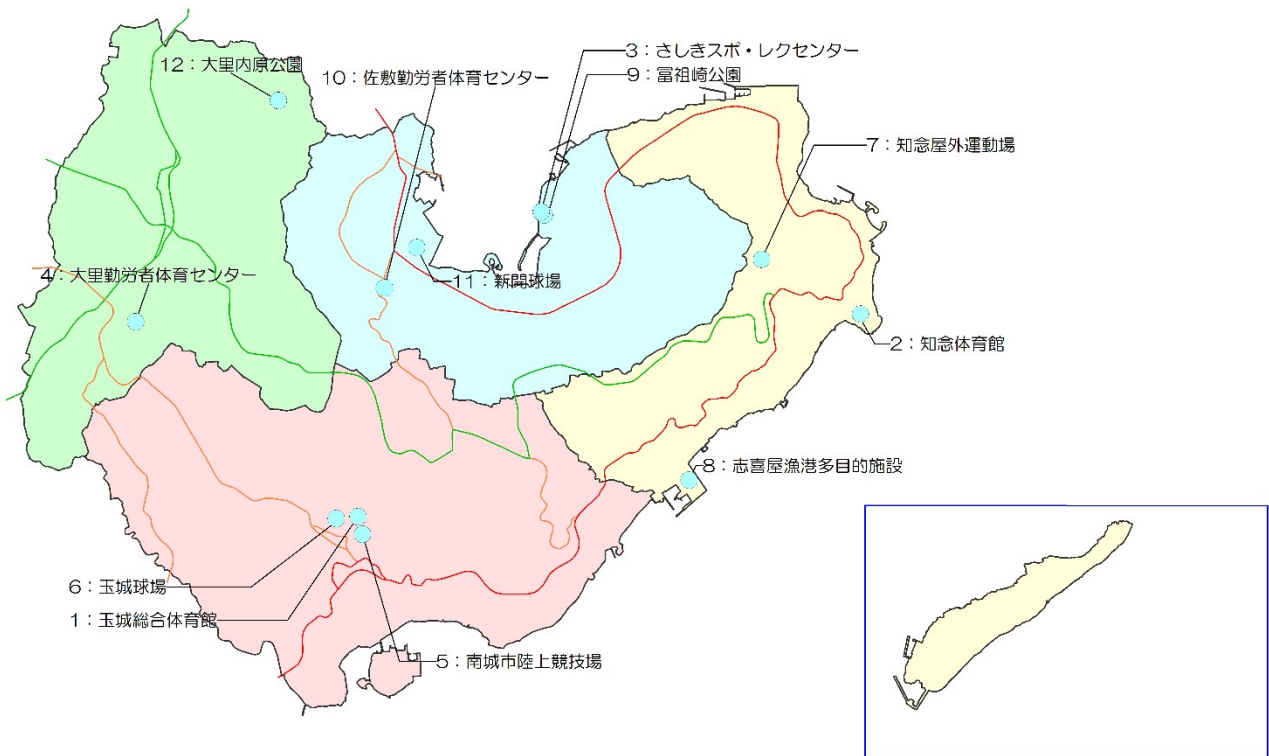 3：さしきスポ・レクセンター
12：大里内原公園
10：佐敷勤労者体育センター
9：冨祖崎公園
7：知念屋外運動場
4：大里勤労者体育センター
11：新開球場
2：知念体育館
8：志喜屋漁港多目的施設
6：玉城球場
1：玉城総合体育館
5：南城市陸上競技場